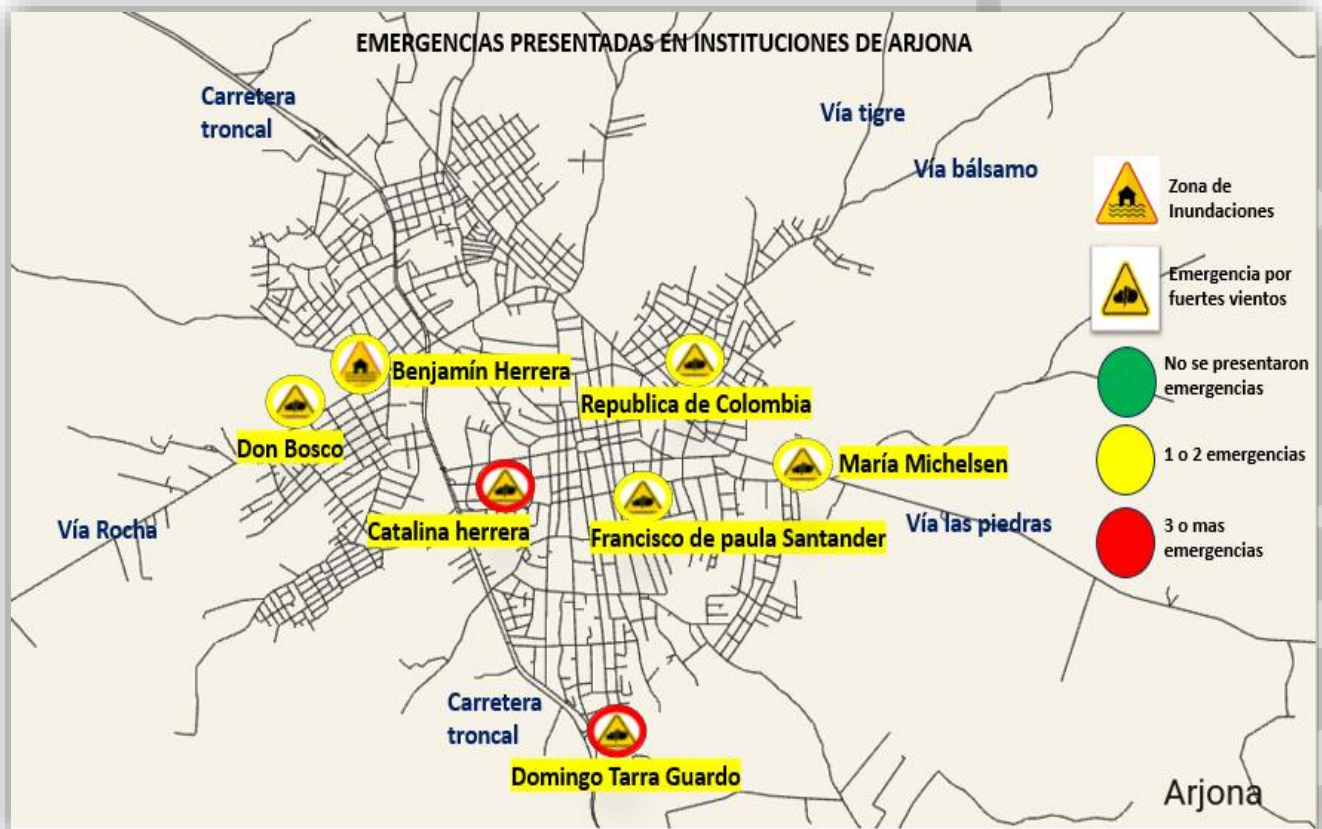 EMERGENCIAS PRESENTADAS EN INSTITUCIONES DE ARJONA
Carretera
troncal
Vía tigre
Vía bálsamo
Zona de
Inundaciones
Emergencia por
fuertes vientos
No se presentaron
emergencias
1 o 2 emergencias
3 o mas
emergencias
Benjamín Herrera
Republica de Colombia
Don Bosco
María Michelsen
Catalina herrera
Francisco de paula Santander
Vía Rocha
Vía las piedras
Carretera
troncal
Domingo Tarra Guardo
Arjona